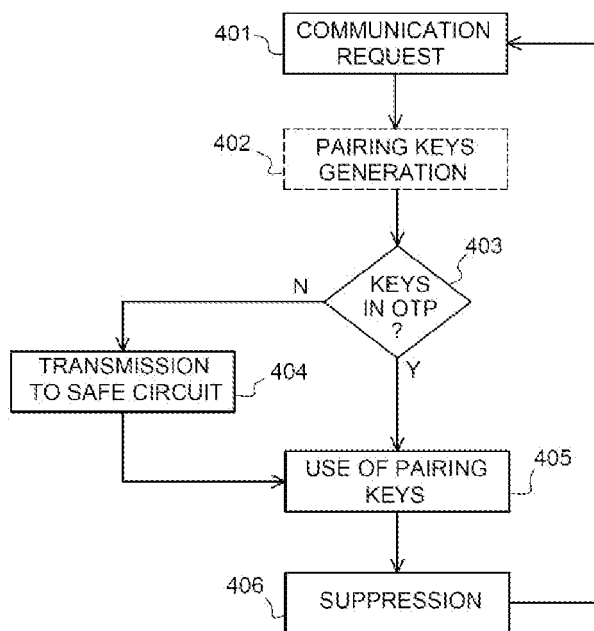 401
COMMUNICATION
REQUEST
402
PAIRING KEYS
GENERATION
403
KEYS
IN OTP
?
N
Y
TRANSMISSION
TO SAFE CIRCUIT
404
USE OF PAIRING
KEYS
405
406
SUPPRESSION